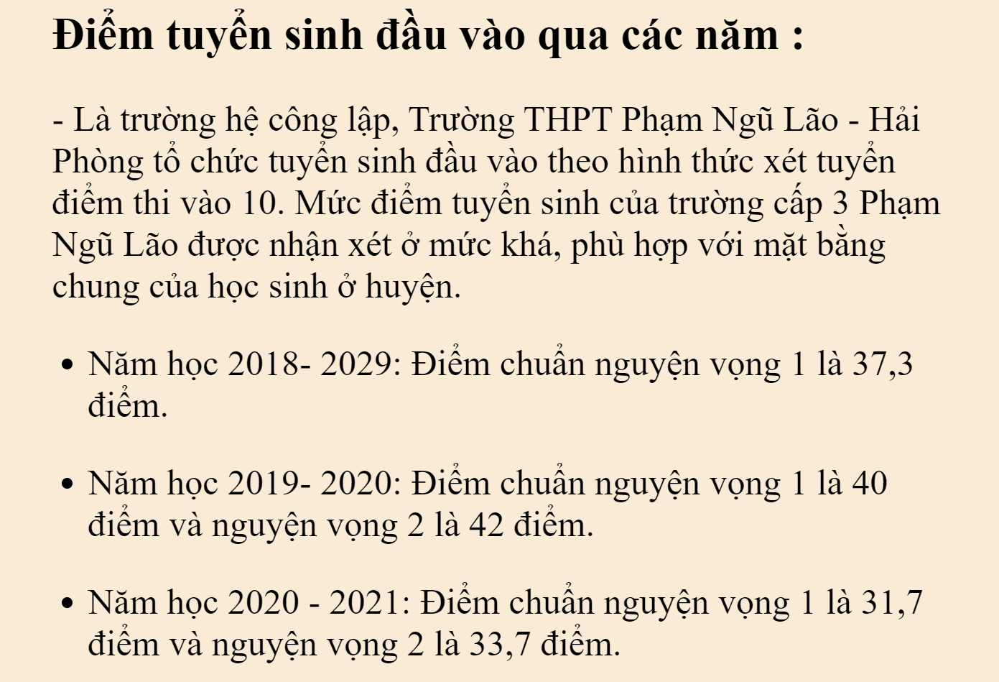 Điểm tuyển sinh đầu vào qua các năm :
- Là trường hệ công lập, Trường THPT Phạm Ngũ Lão - Hải
Phòng tổ chức tuyển sinh đầu vào theo hình thức xét tuyển
điểm thi vào 10. Mức điểm tuyển sinh của trường cấp 3 Phạm
Ngũ Lão được nhận xét ở mức khá, phù hợp với mặt bằng
chung của học sinh ở huyện.
• Năm học 2018- 2029: Điểm chuẩn nguyện vọng 1 là 37,3
điểm.
• Năm học 2019- 2020: Điểm chuẩn nguyện vọng 1 là 40
điểm và nguyện vọng 2 là 42 điểm.
• Năm học 2020 - 2021: Điểm chuẩn nguyện vọng 1 là 31,7
điểm và nguyện vọng 2 là 33,7 điểm.